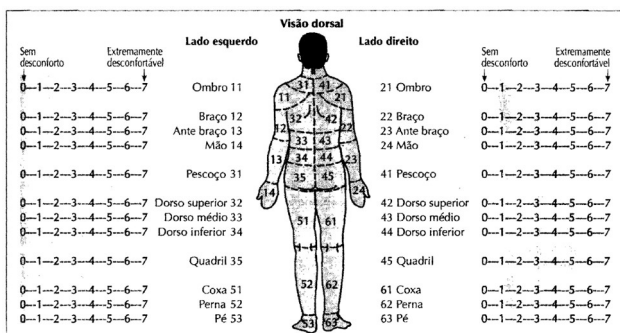 Visão dorsal
Lado esquerdo Lado direito
Sem desconforto Extremamente desconfortável Sem desconforto Extremamente desconfortável
0---1---2---3---4---5---6---7 Ombro 11 21 Ombro 0---1---2---3---4---5---6---7
0---1---2---3---4---5---6---7 Braço 12 22 Braço 0---1---2---3---4---5---6---7
0---1---2---3---4---5---6---7 Ante braço 13 23 Ante braço 0---1---2---3---4---5---6---7
0---1---2---3---4---5---6---7 Mão 14 24 Mão 0---1---2---3---4---5---6---7
0---1---2---3---4---5---6---7 Pescoço 31 41 Pescoço 0---1---2---3---4---5---6---7
0---1---2---3---4---5---6---7 Dorso superior 32 42 Dorso superior 0---1---2---3---4---5---6---7
0---1---2---3---4---5---6---7 Dorso médio 33 43 Dorso médio 0---1---2---3---4---5---6---7
0---1---2---3---4---5---6---7 Dorso inferior 34 44 Dorso inferior 0---1---2---3---4---5---6---7
0---1---2---3---4---5---6---7 Quadril 35 45 Quadril 0---1---2---3---4---5---6---7
0---1---2---3---4---5---6---7 Coxa 51 61 Coxa 0---1---2---3---4---5---6---7
0---1---2---3---4---5---6---7 Perna 52 62 Perna 0---1---2---3---4---5---6---7
0---1---2---3---4---5---6---7 Pé 53 63 Pé 0---1---2---3---4---5---6---7
31 41
11 21
32 42
12 22
33 43
13 34 44 23
35 45
14 24
51 61
52 62
53 63